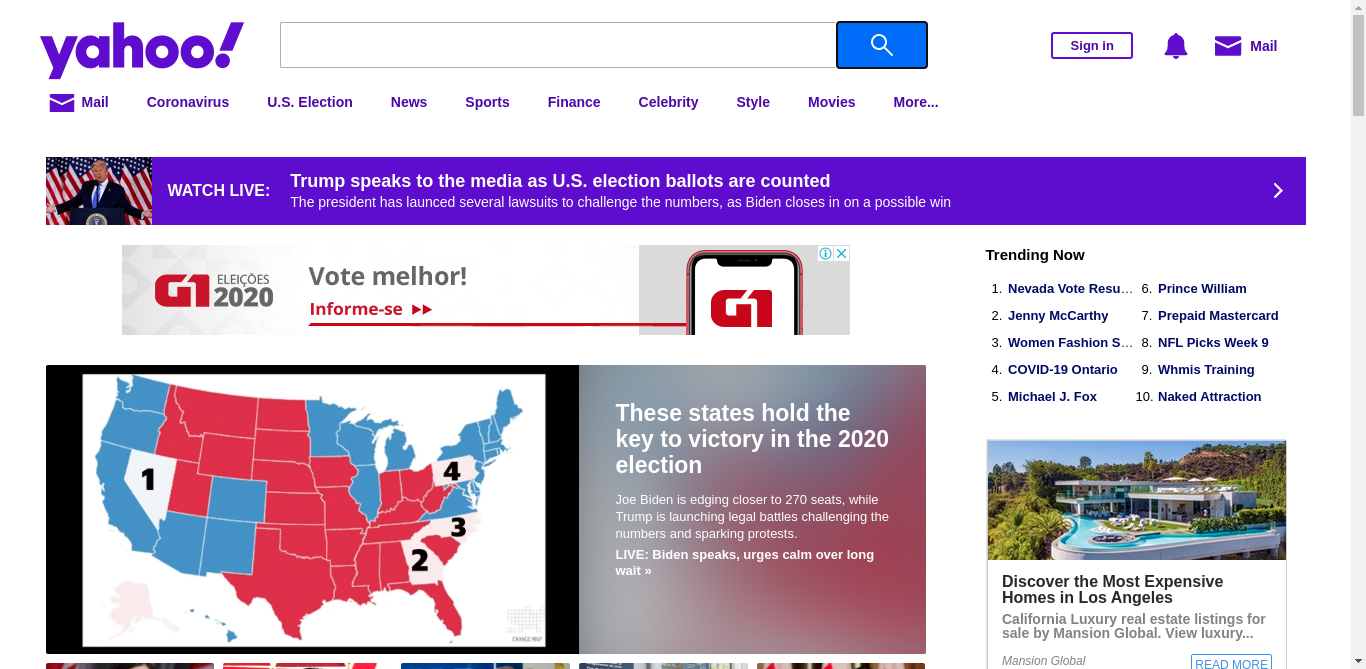 yahoo!
Sign in
Mail
Mail
Coronavirus
U.S. Election
News
Sports
Finance
Celebrity
Style
Movies
More...
WATCH LIVE:
Trump speaks to the media as U.S. election ballots are counted
The president has launced several lawsuits to challenge the numbers, as Biden closes in on a possible win
G1
ELEIÇÕES
2020
Vote melhor!
Informe-se
G1
Trending Now
1. Nevada Vote Resu...
2. Jenny McCarthy
3. Women Fashion S...
4. COVID-19 Ontario
5. Michael J. Fox
6. Prince William
7. Prepaid Mastercard
8. NFL Picks Week 9
9. Whmis Training
10. Naked Attraction
1
4
3
2
CHANGE MAP
These states hold the
key to victory in the 2020
election
Joe Biden is edging closer to 270 seats, while
Trump is launching legal battles challenging the
numbers and sparking protests.
LIVE: Biden speaks, urges calm over long
wait »
Discover the Most Expensive
Homes in Los Angeles
California Luxury real estate listings for
sale by Mansion Global. View luxury...
Mansion Global
READ MORE